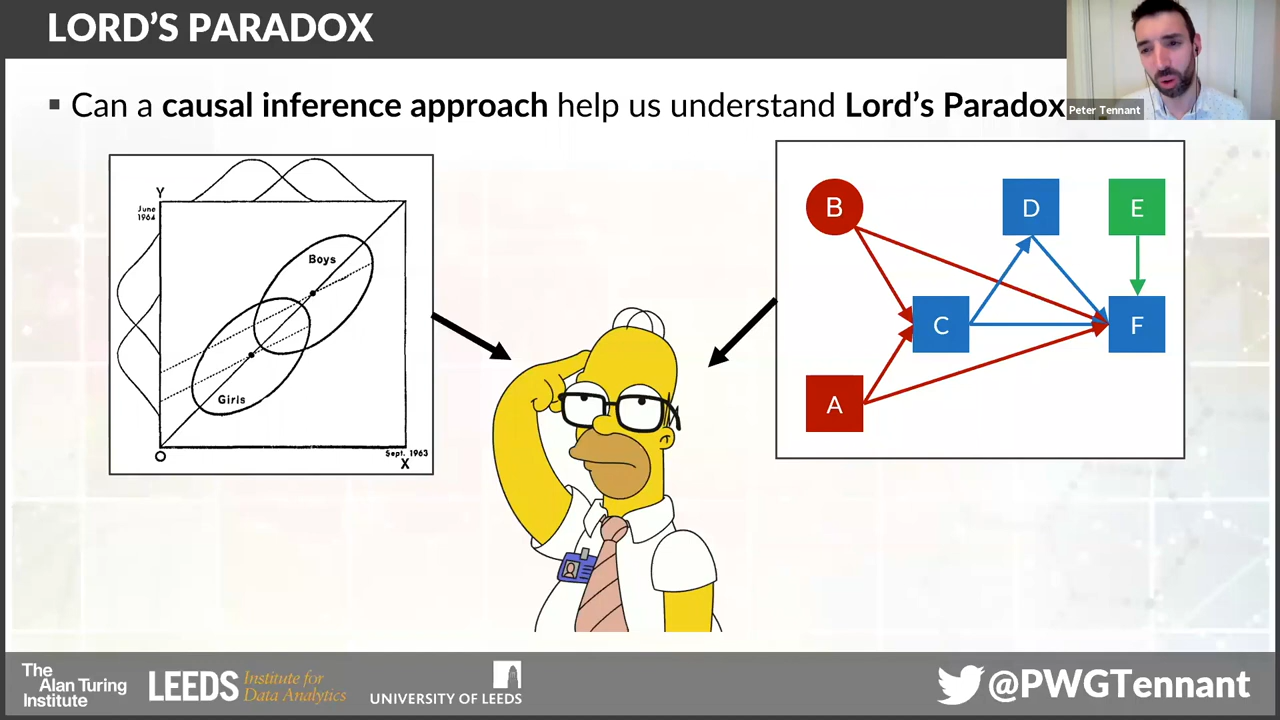 LORD'S PARADOX
▪ Can a causal inference approach help us understand Lord's Paradox
Peter Tennant
Y
June
1964
Boys
Girls
O
Sept. 1963
X
B
D
E
C
F
A
The
Alan Turing
Institute
LEEDS
Institute for
Data Analytics
UNIVERSITY OF LEEDS
@PWGTennant